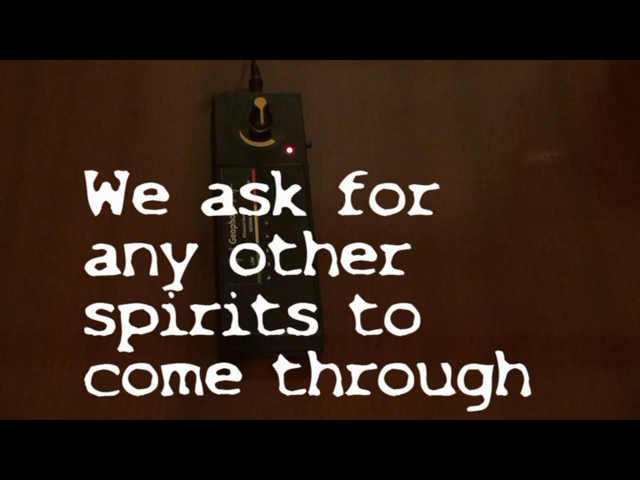 We ask for
any other
spirits to
come through